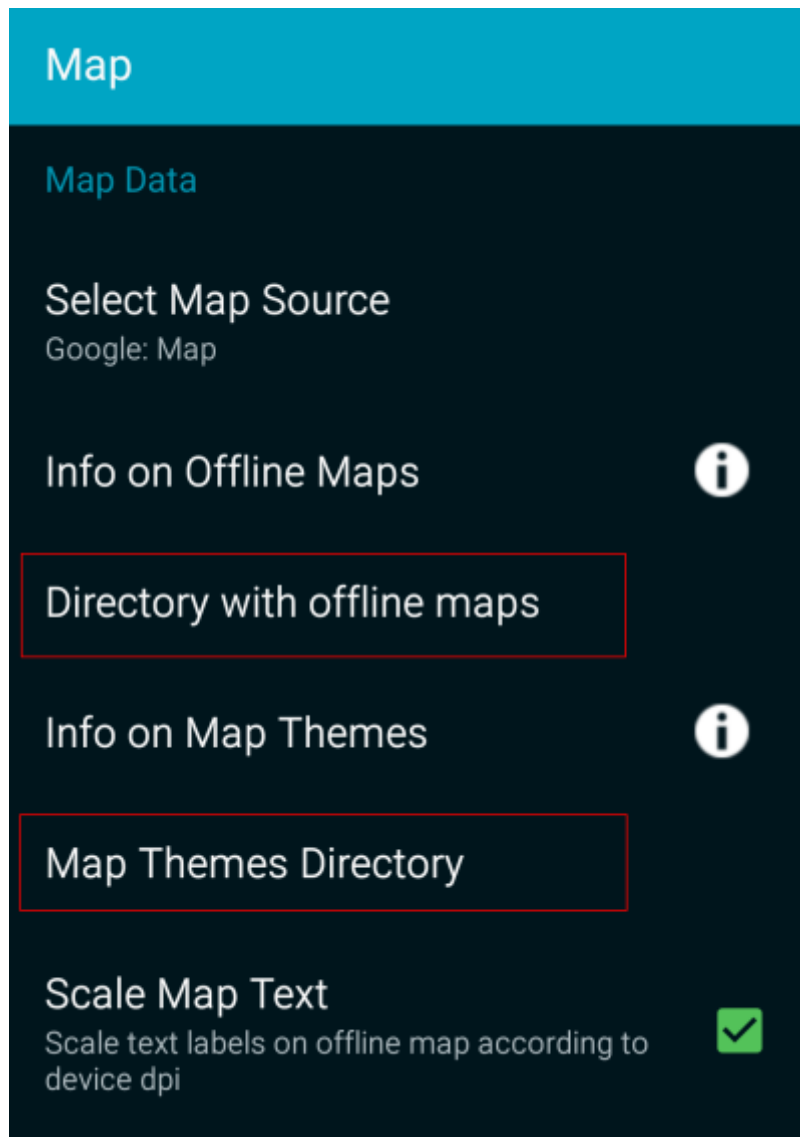 Map
Map Data
Select Map Source
Google: Map
Info on Offline Maps
Directory with offline maps
Info on Map Themes
Map Themes Directory
Scale Map Text
Scale text labels on offline map according to
device dpi